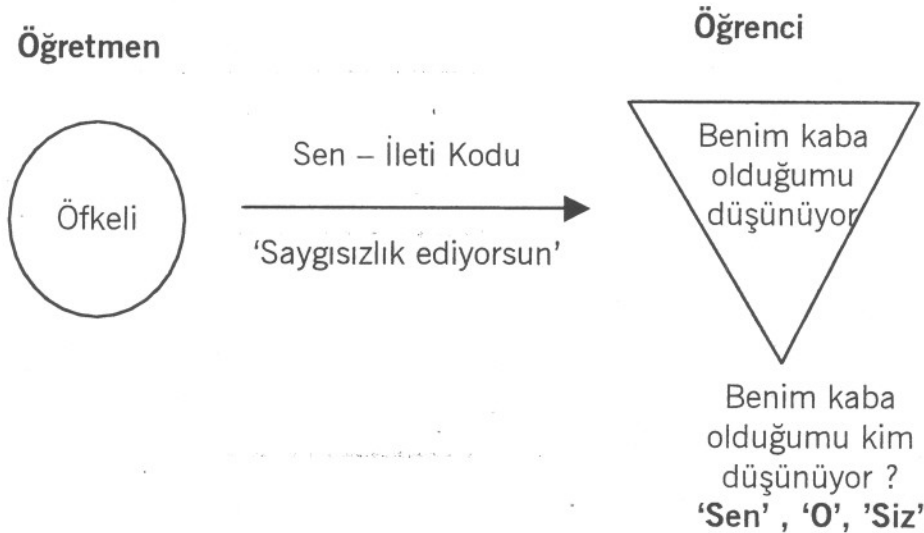 Öğretmen
Öğrenci
Öfkeli
Sen – İleti Kodu
‘Saygısızlık ediyorsun’
Benim kaba
olduğumu
düşünüyor
Benim kaba
olduğumu kim
düşünüyor ?
‘Sen’ , ‘O’, ’Siz’